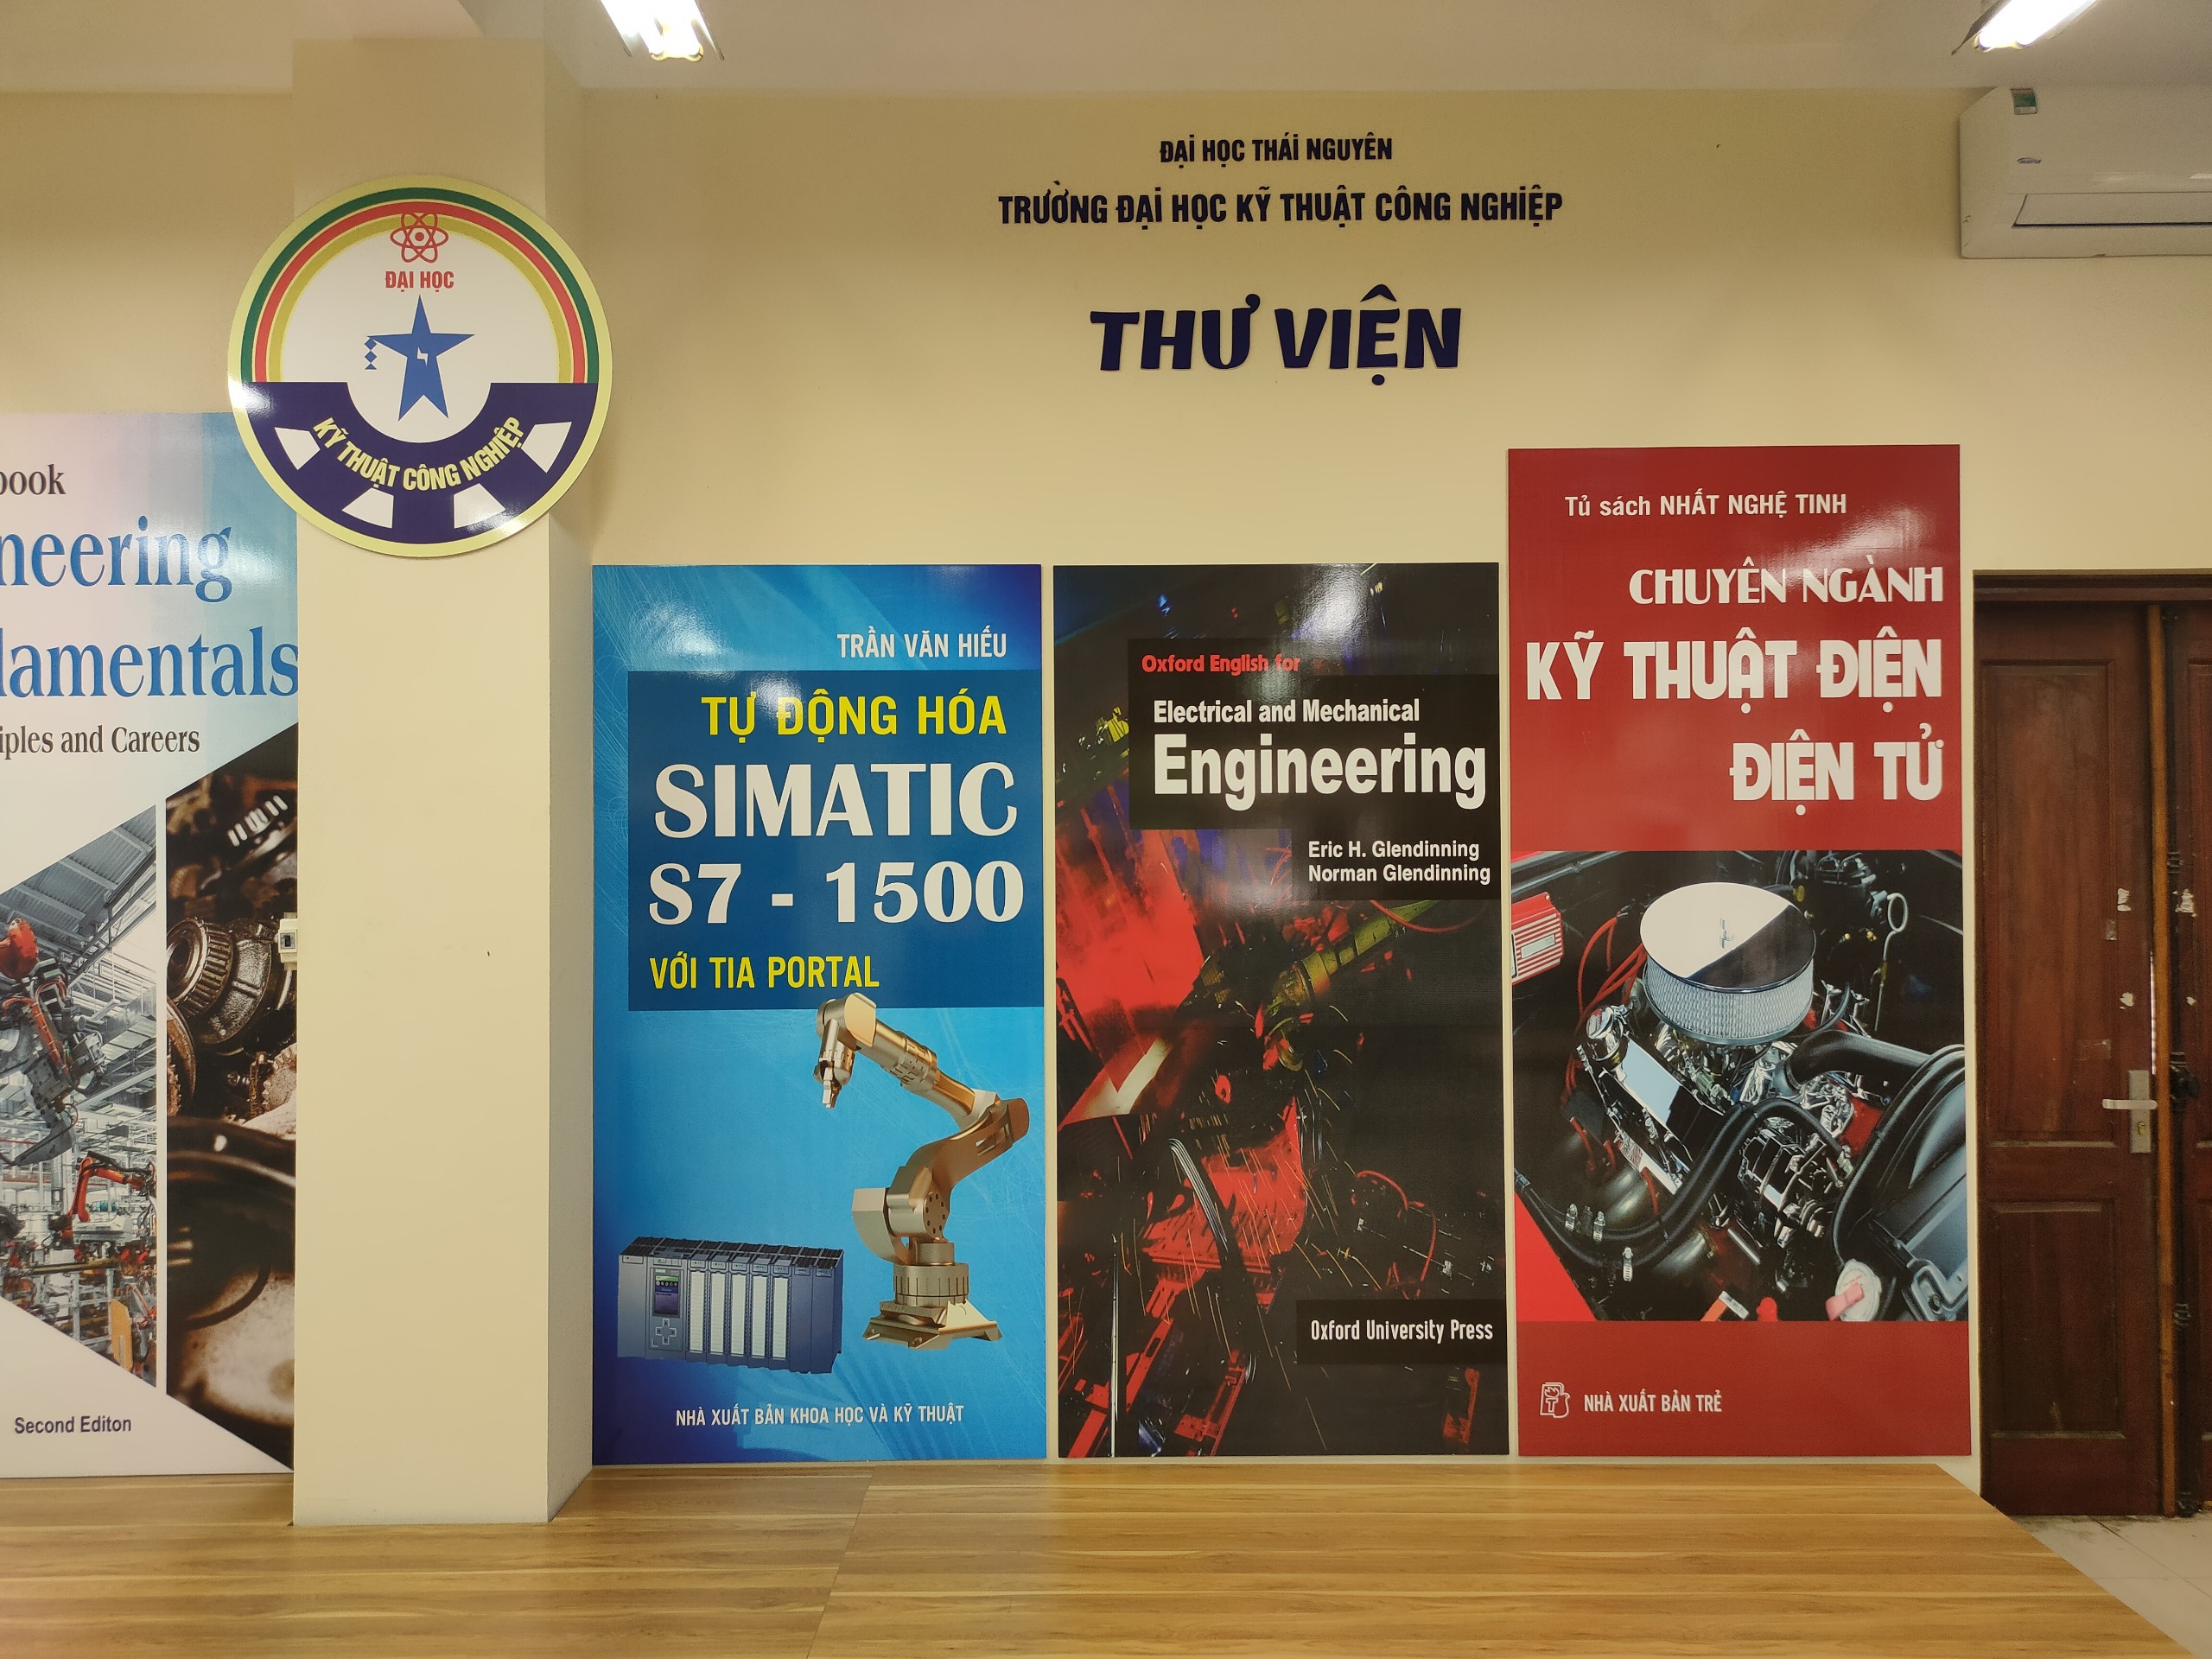 ĐẠI HỌC THÁI NGUYÊN
TRƯỜNG ĐẠI HỌC KỸ THUẬT CÔNG NGHIỆP
THƯ VIỆN
ĐẠI HỌC
KỸ THUẬT CÔNG NGHIỆP
book
neering
damentals
iples and Careers
Second Editon
TRẦN VĂN HIẾU
TỰ ĐỘNG HÓA
SIMATIC
S7 - 1500
VỚI TIA PORTAL
NHÀ XUẤT BẢN KHOA HỌC VÀ KỸ THUẬT
Oxford English for
Electrical and Mechanical
Engineering
Eric H. Glendinning
Norman Glendinning
Oxford University Press
Tủ sách NHẤT NGHỆ TINH
CHUYÊN NGÀNH
KỸ THUẬT ĐIỆN
ĐIỆN TỬ
NHÀ XUẤT BẢN TRẺ